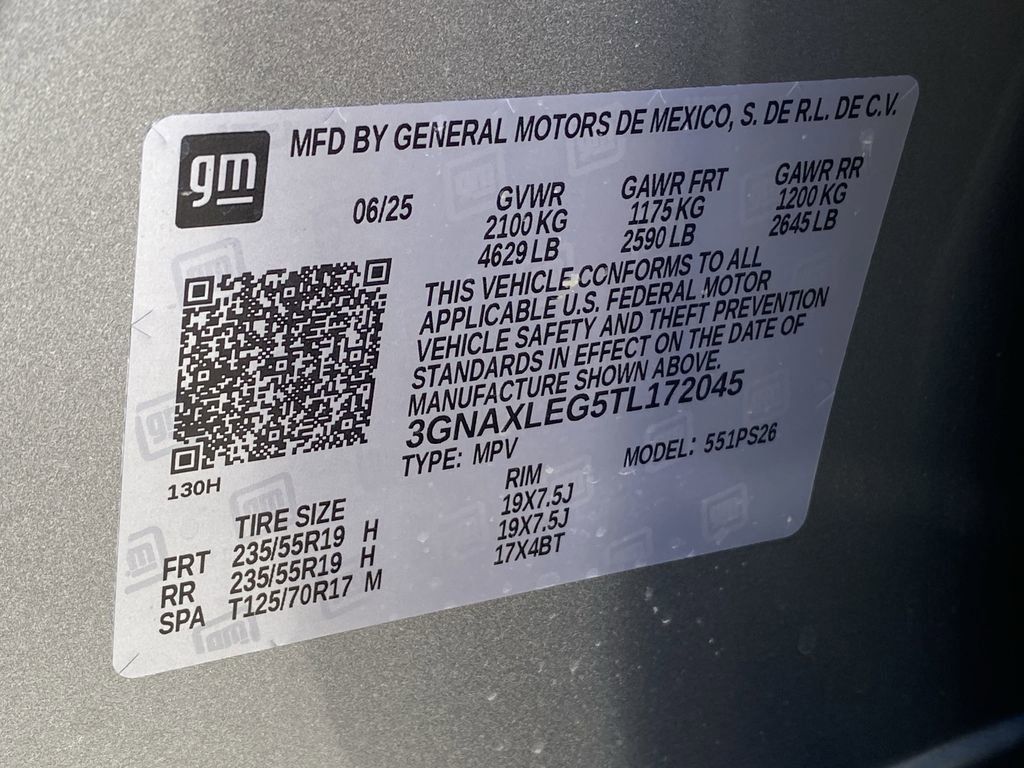 gm
MFD BY GENERAL MOTORS DE MEXICO, S. DE R.L. DE C.V.
06/25 GVWR GAWR FRT GAWR RR
2100 KG 1175 KG 1200 KG
4629 LB 2590 LB 2645 LB
THIS VEHICLE CONFORMS TO ALL
APPLICABLE U.S. FEDERAL MOTOR
VEHICLE SAFETY AND THEFT PREVENTION
STANDARDS IN EFFECT ON THE DATE OF
MANUFACTURE SHOWN ABOVE.
3GNAXLEG5TL172045
TYPE: MPV MODEL: 551PS26
130H
TIRE SIZE RIM
FRT 235/55R19 H 19X7.5J
RR 235/55R19 H 19X7.5J
SPA T125/70R17 M 17X4BT